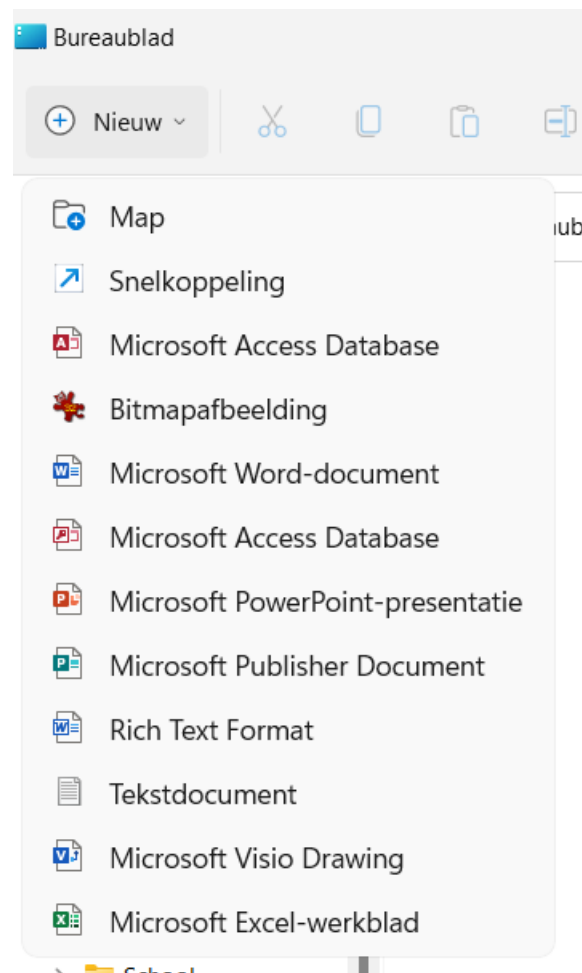 Bureaublad
Nieuw
Map
Snelkoppeling
Microsoft Access Database
Bitmapafbeelding
Microsoft Word-document
Microsoft Access Database
Microsoft PowerPoint-presentatie
Microsoft Publisher Document
Rich Text Format
Tekstdocument
Microsoft Visio Drawing
Microsoft Excel-werkblad